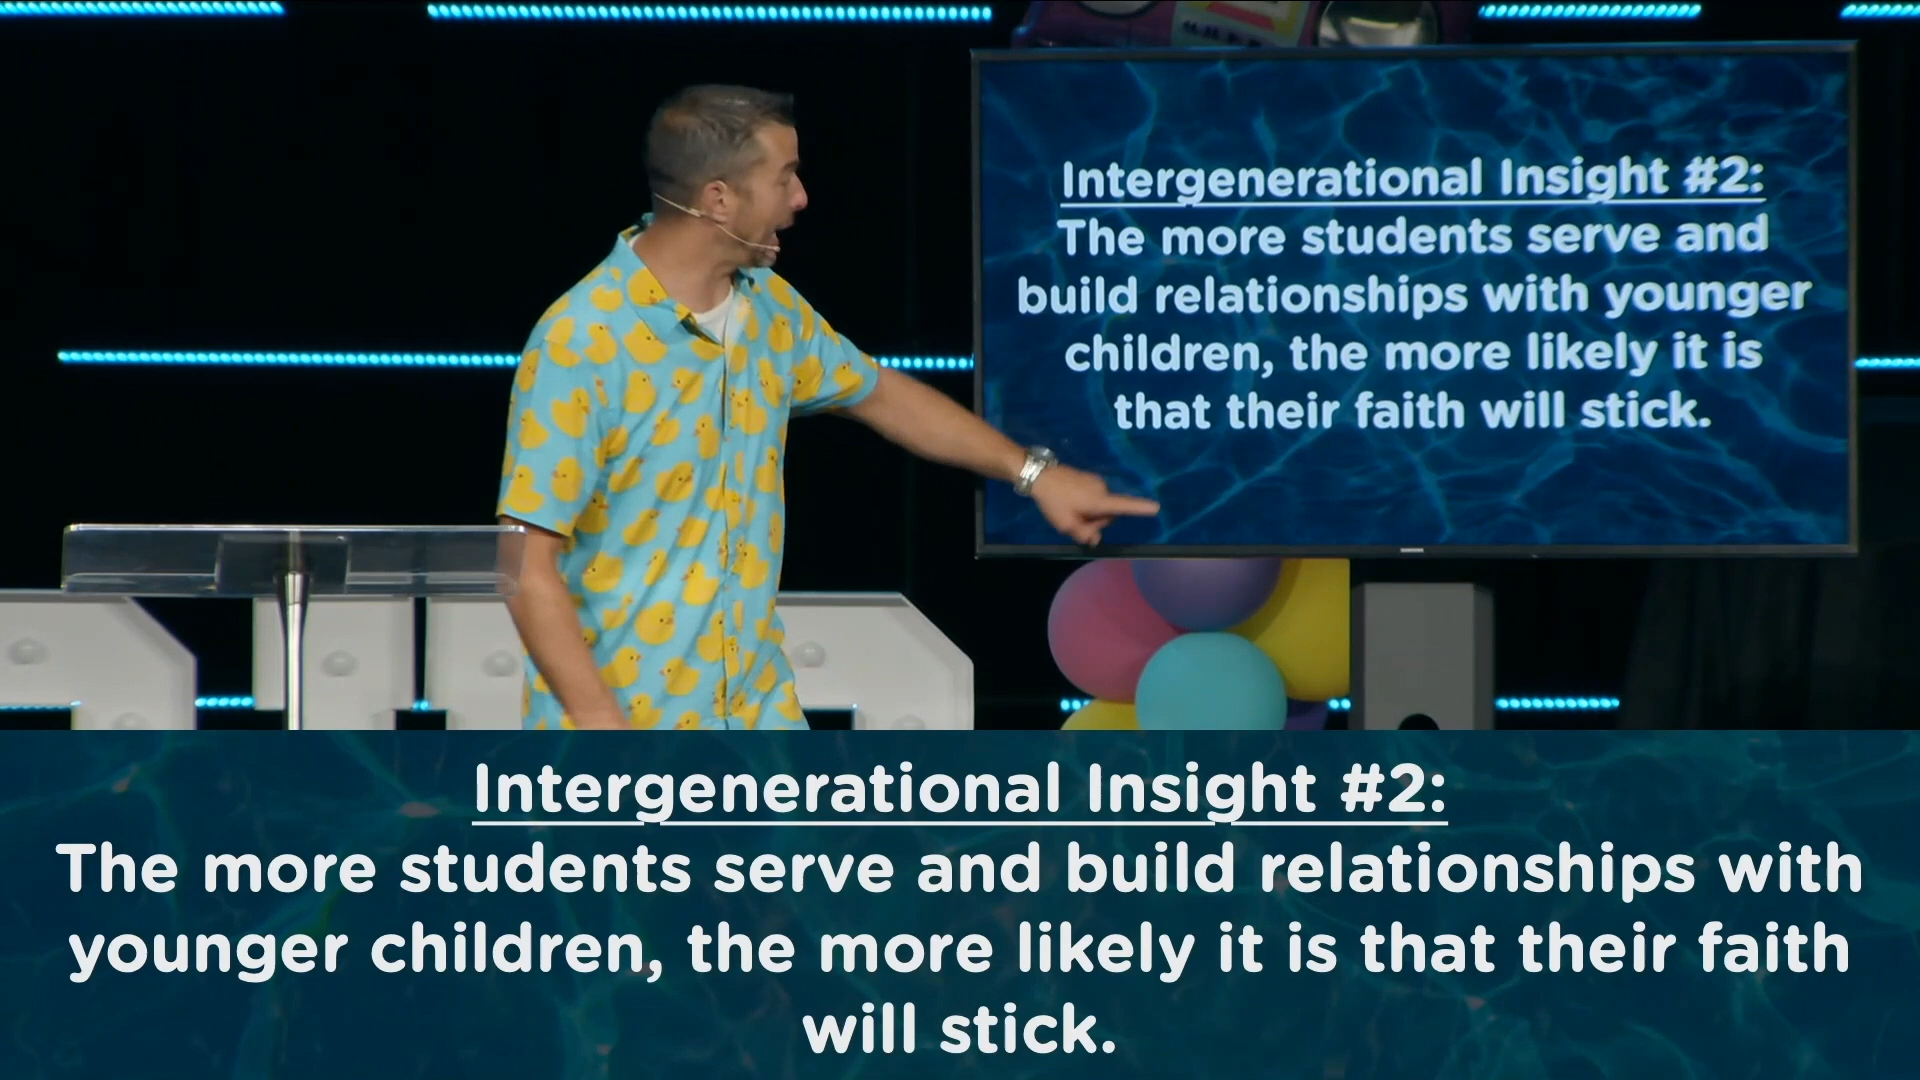 Intergenerational Insight #2:
The more students serve and
build relationships with younger
children, the more likely it is
that their faith will stick.
Intergenerational Insight #2:
The more students serve and build relationships with
younger children, the more likely it is that their faith
will stick.